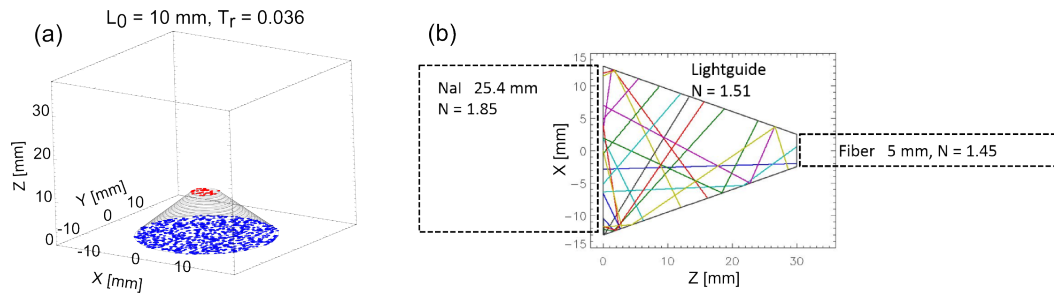 L₀ = 10 mm, Tᵣ = 0.036
(a)
Z [mm]
30
20
10
0
Y [mm]
10
0
-10
-10
0
10
X [mm]
(b)
NaI 25.4 mm
N = 1.85
Lightguide
N = 1.51
Fiber 5 mm, N = 1.45
X [mm]
15
10
5
0
−5
−10
−15
0
10
20
30
Z [mm]